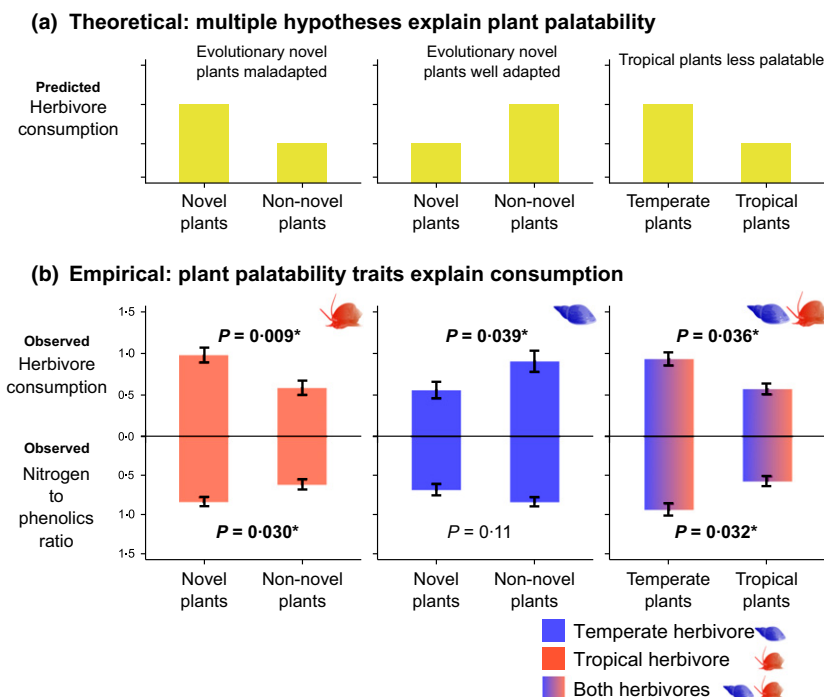 (a) Theoretical: multiple hypotheses explain plant palatability
Evolutionary novel
plants maladapted
Evolutionary novel
plants well adapted
Tropical plants less palatable
Predicted
Herbivore
consumption
Novel
plants
Non-novel
plants
Novel
plants
Non-novel
plants
Temperate
plants
Tropical
plants
(b) Empirical: plant palatability traits explain consumption
Observed
Herbivore
consumption
Observed
Nitrogen
to
phenolics
ratio
1·5
1·0
0·5
0·0
0·5
1·0
1·5
P = 0·009*
P = 0·030*
P = 0·039*
P = 0·11
P = 0·036*
P = 0·032*
Novel
plants
Non-novel
plants
Novel
plants
Non-novel
plants
Temperate
plants
Tropical
plants
Temperate herbivore
Tropical herbivore
Both herbivores